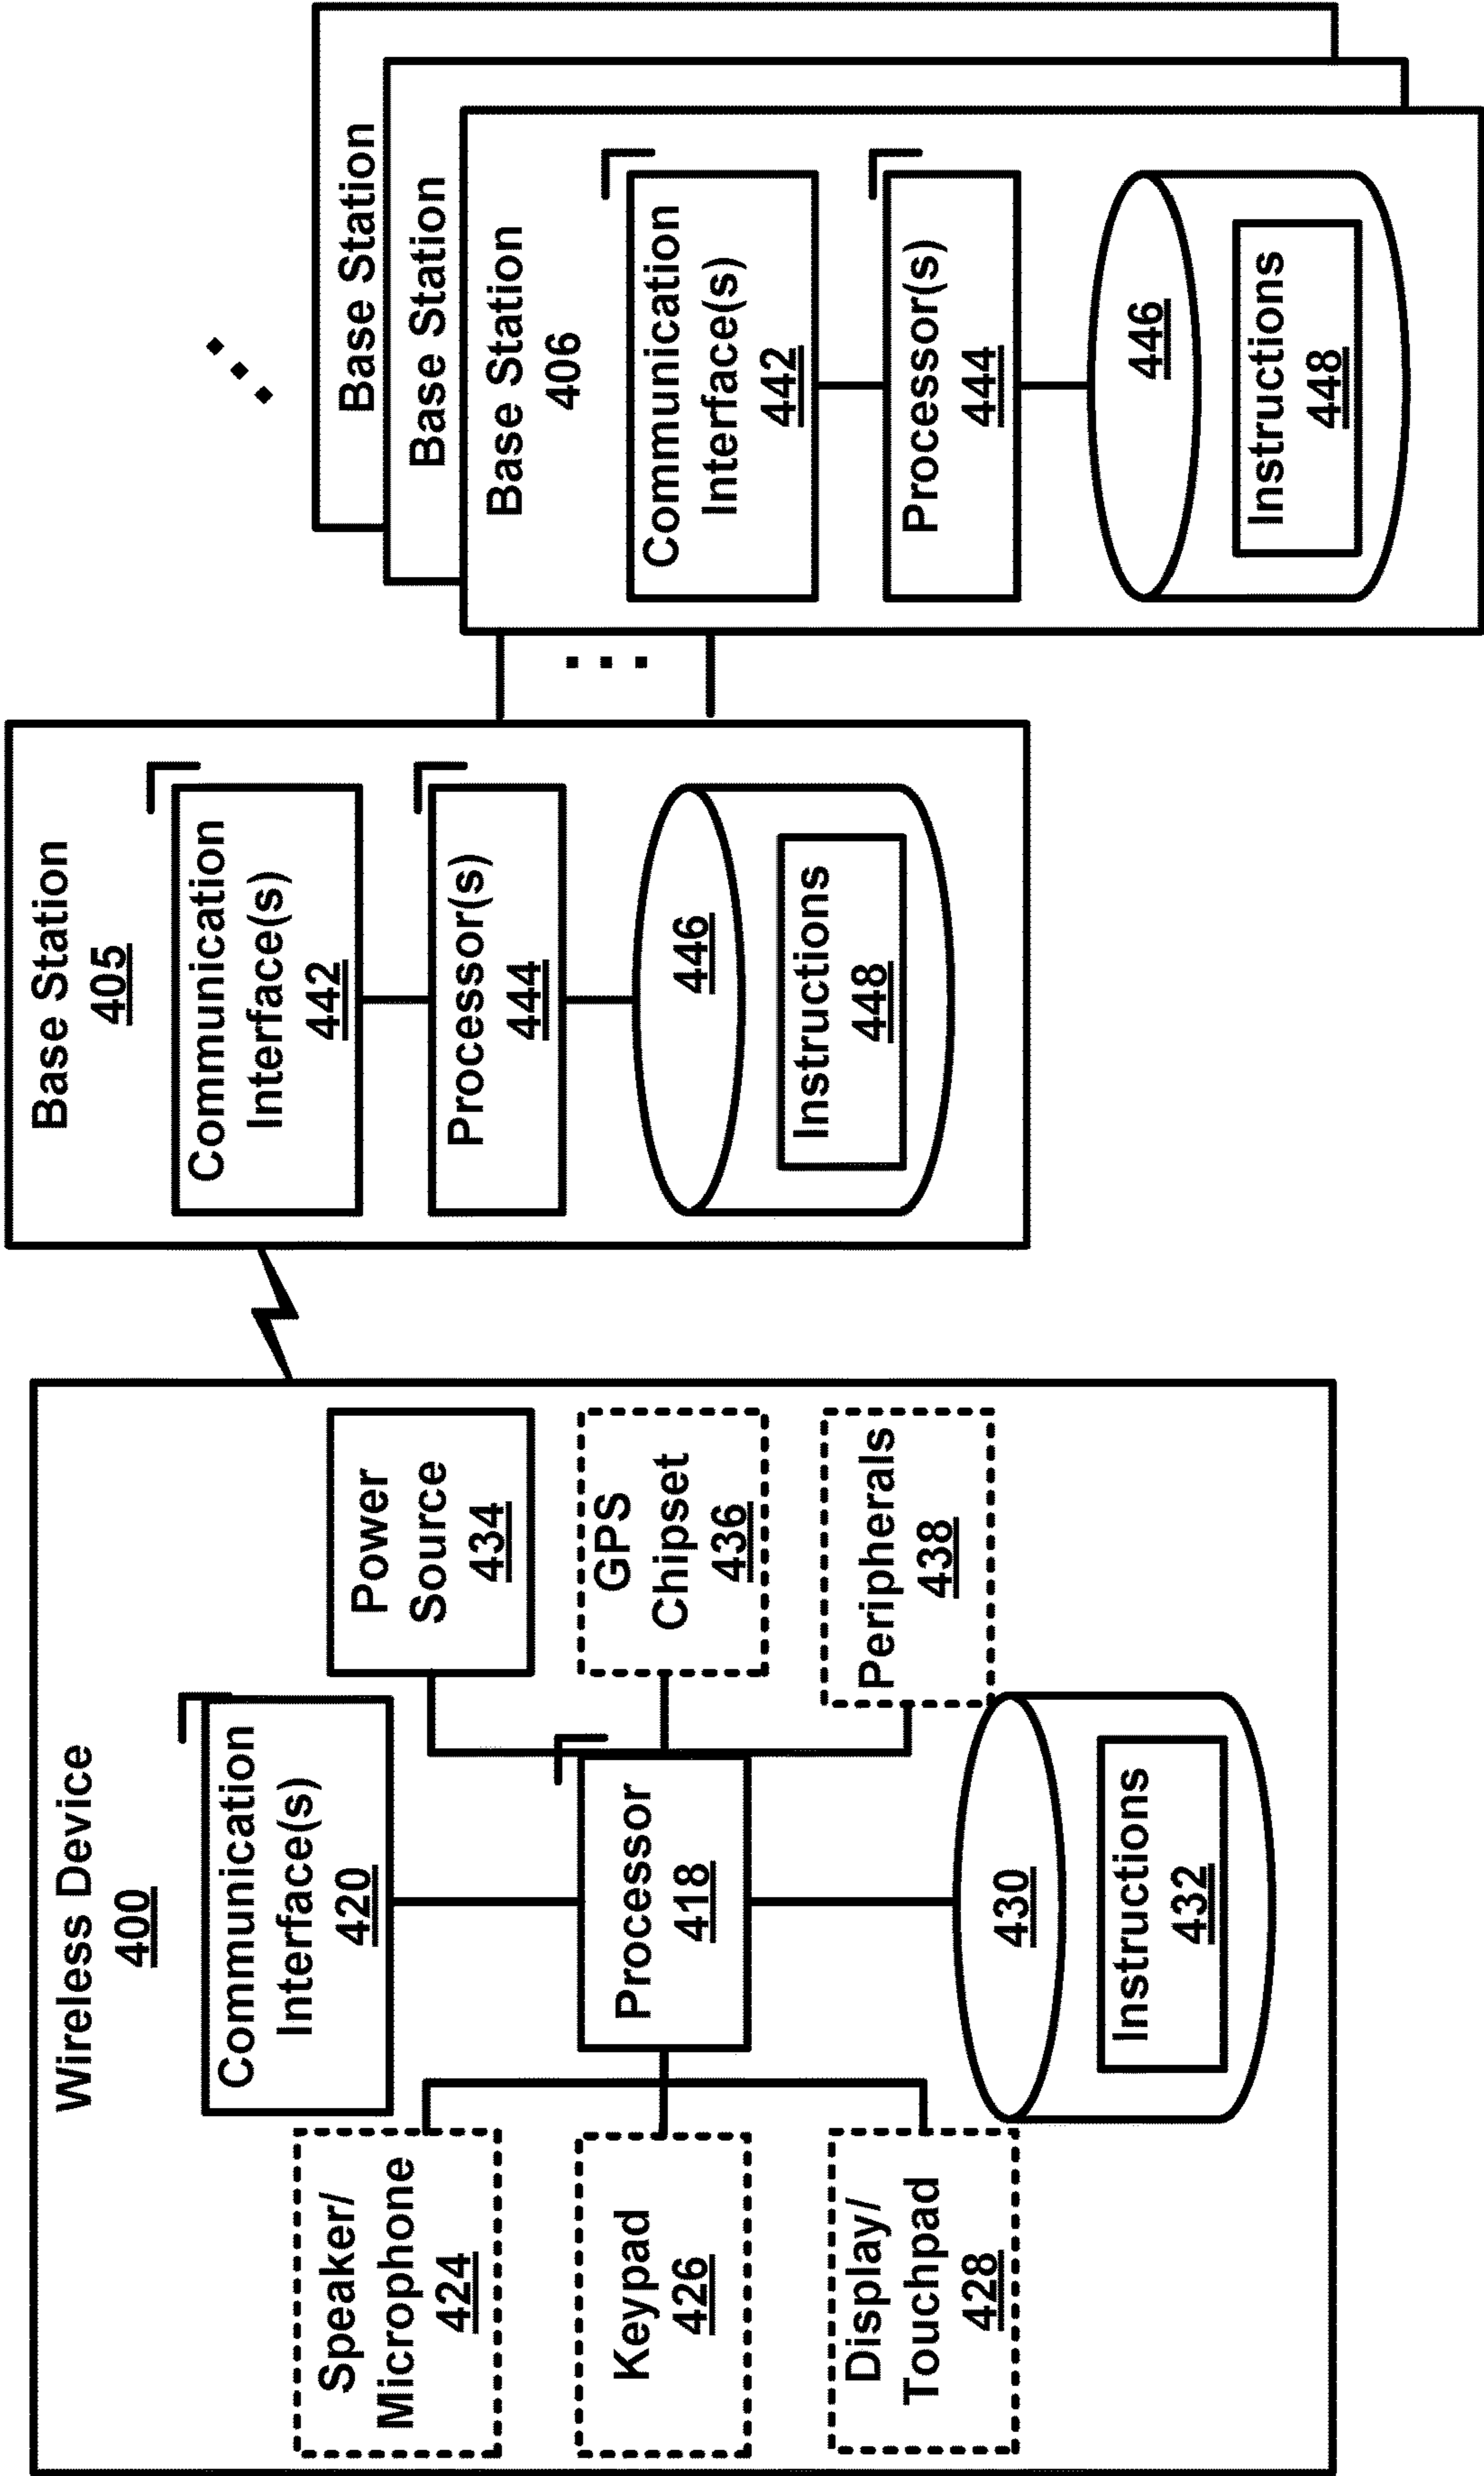 Wireless Device
400
Communication
Interface(s)
420
Speaker/
Microphone
424
Keypad
426
Display/
Touchpad
428
Processor
418
Power
Source
434
GPS
Chipset
436
Peripherals
438
430
Instructions
432
Base Station
405
Communication
Interface(s)
442
Processor(s)
444
446
Instructions
448
Base Station
Base Station
Base Station
406
Communication
Interface(s)
442
Processor(s)
444
446
Instructions
448